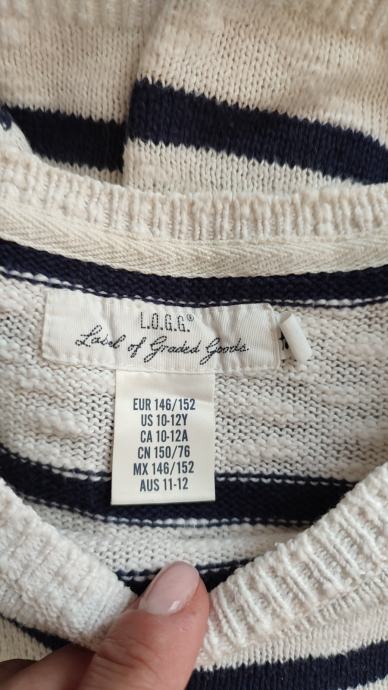 L.O.G.G.®
Label of Graded Goods
EUR 146/152
US 10-12Y
CA 10-12A
CN 150/76
MX 146/152
AUS 11-12